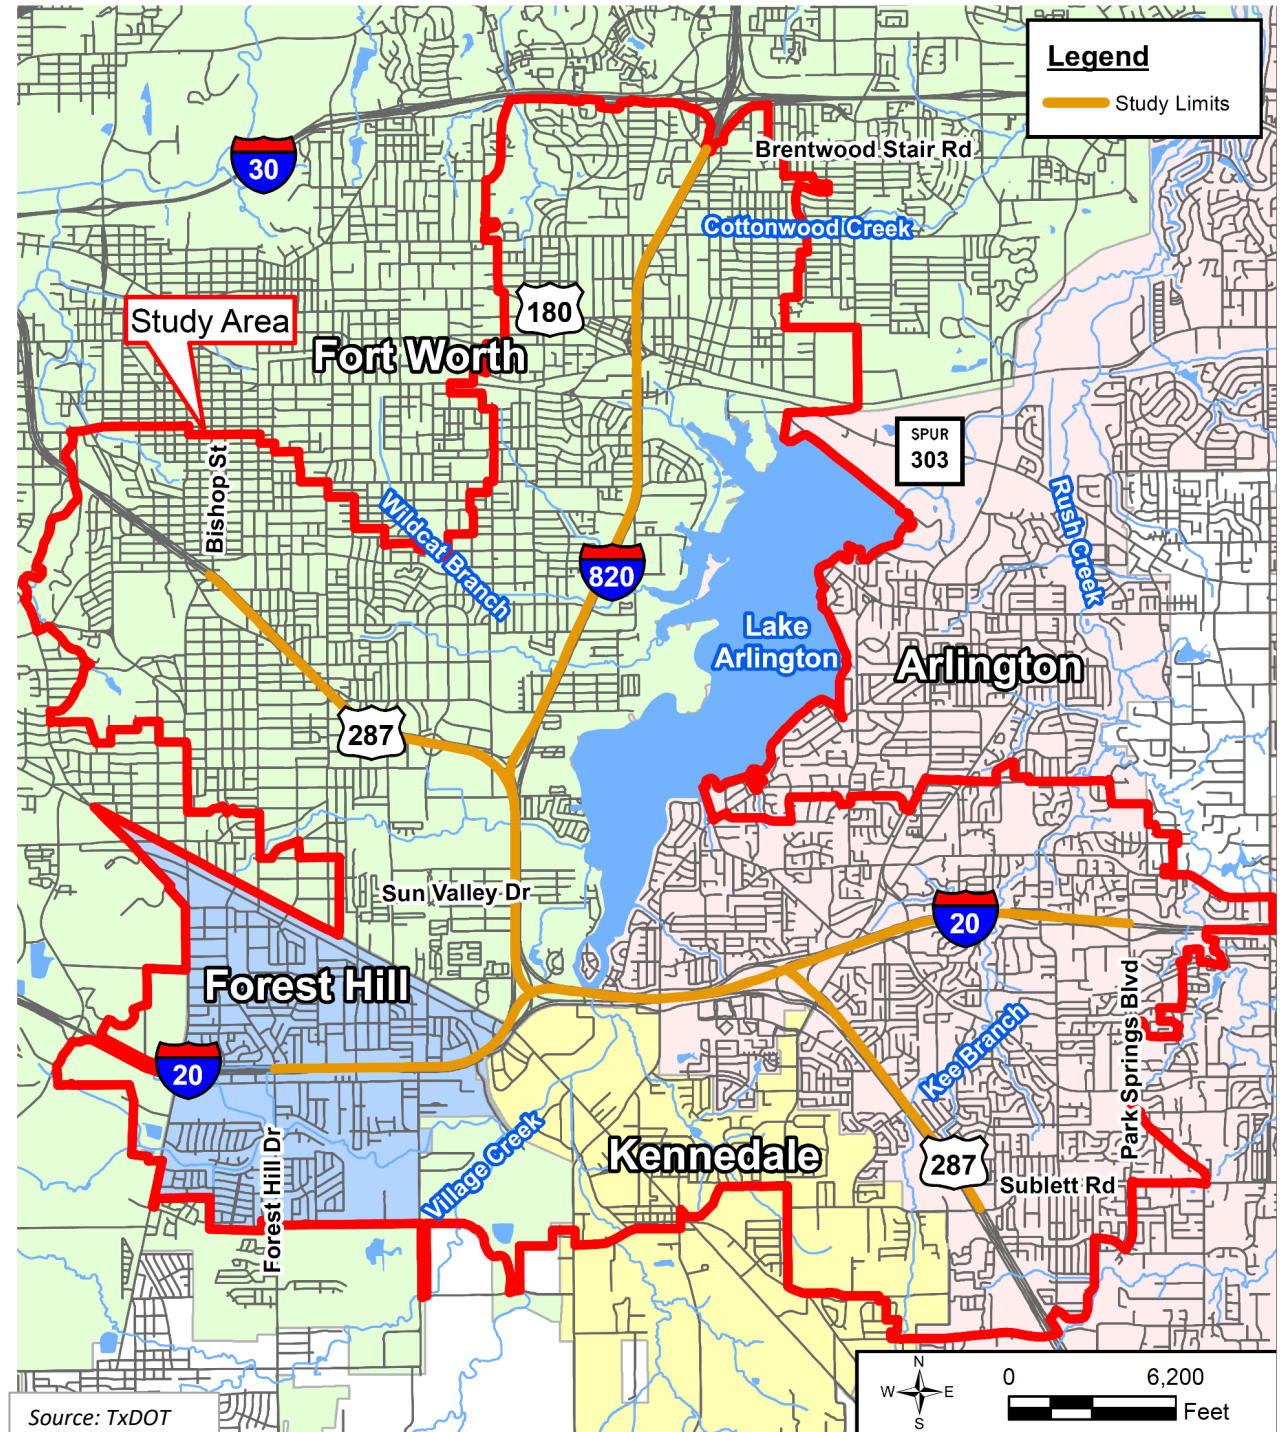 Legend
Study Limits
30
Brentwood Stair Rd
Cottonwood Creek
180
Study Area
Fort Worth
SPUR
303
Bishop St
Wildcat Branch
Rush Creek
820
Lake
Arlington
Arlington
287
Sun Valley Dr
20
Forest Hill
Park Springs Blvd
Kee Branch
20
Forest Hill Dr
Village Creek
Kennedale
287
Sublett Rd
N
W
E
S
0
6,200
Feet
Source: TxDOT